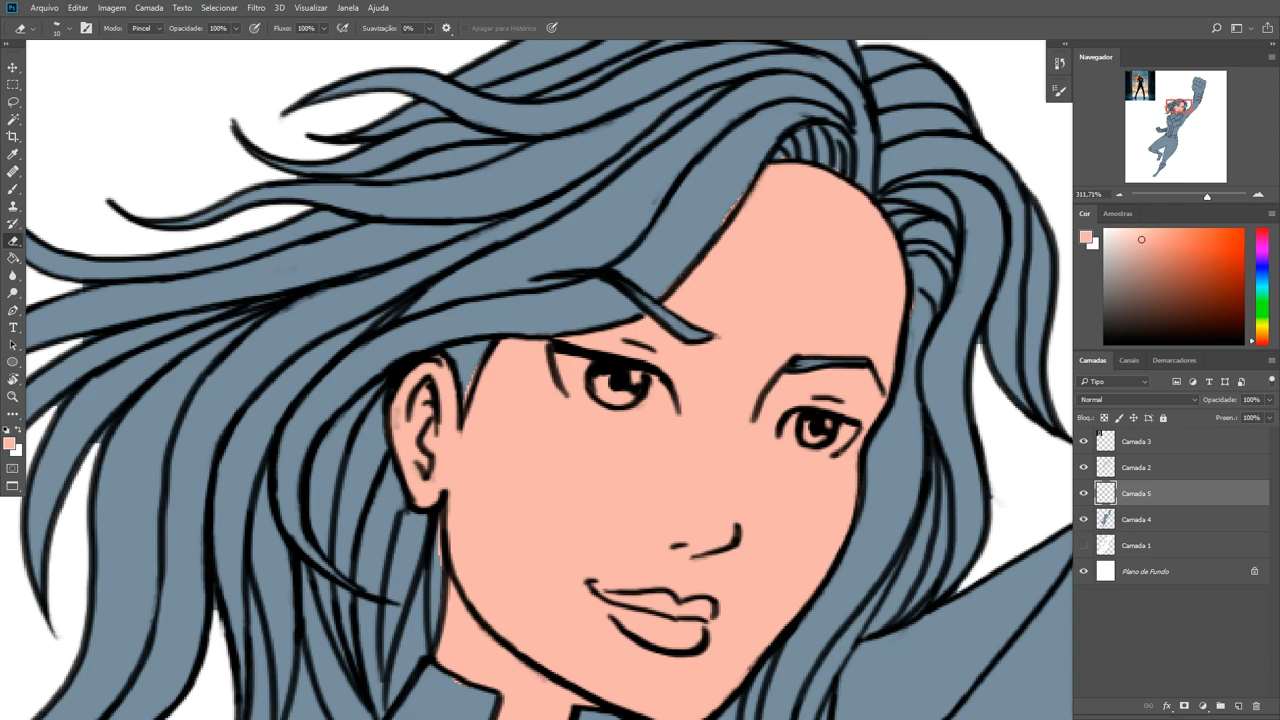 Ps Arquivo Editar Imagem Camada Texto Selecionar Filtro 3D Visualizar Janela Ajuda
10 Modo: Pincel Opacidade: 100% Fluxo: 100% Suavização: 0% Apagar para Histórico
Navegador
311,71%
Cor Amostras
Camadas Canais Demarcadores
Tipo
Normal Opacidade: 100%
Bloq.: Preen.: 100%
Camada 3
Camada 2
Camada 5
Camada 4
Camada 1
Plano de Fundo